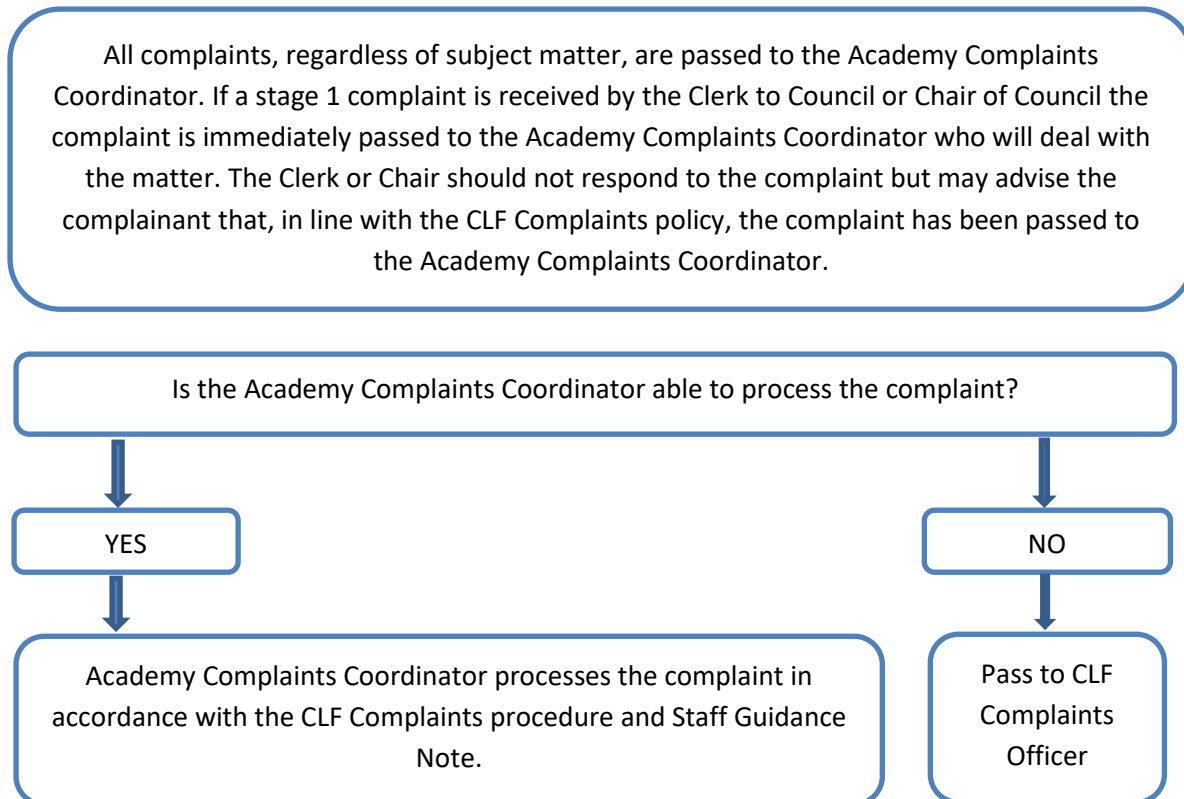 All complaints, regardless of subject matter, are passed to the Academy Complaints
Coordinator. If a stage 1 complaint is received by the Clerk to Council or Chair of Council the
complaint is immediately passed to the Academy Complaints Coordinator who will deal with
the matter. The Clerk or Chair should not respond to the complaint but may advise the
complainant that, in line with the CLF Complaints policy, the complaint has been passed to
the Academy Complaints Coordinator.
Is the Academy Complaints Coordinator able to process the complaint?
YES
NO
Academy Complaints Coordinator processes the complaint in
accordance with the CLF Complaints procedure and Staff Guidance
Note.
Pass to CLF
Complaints
Officer